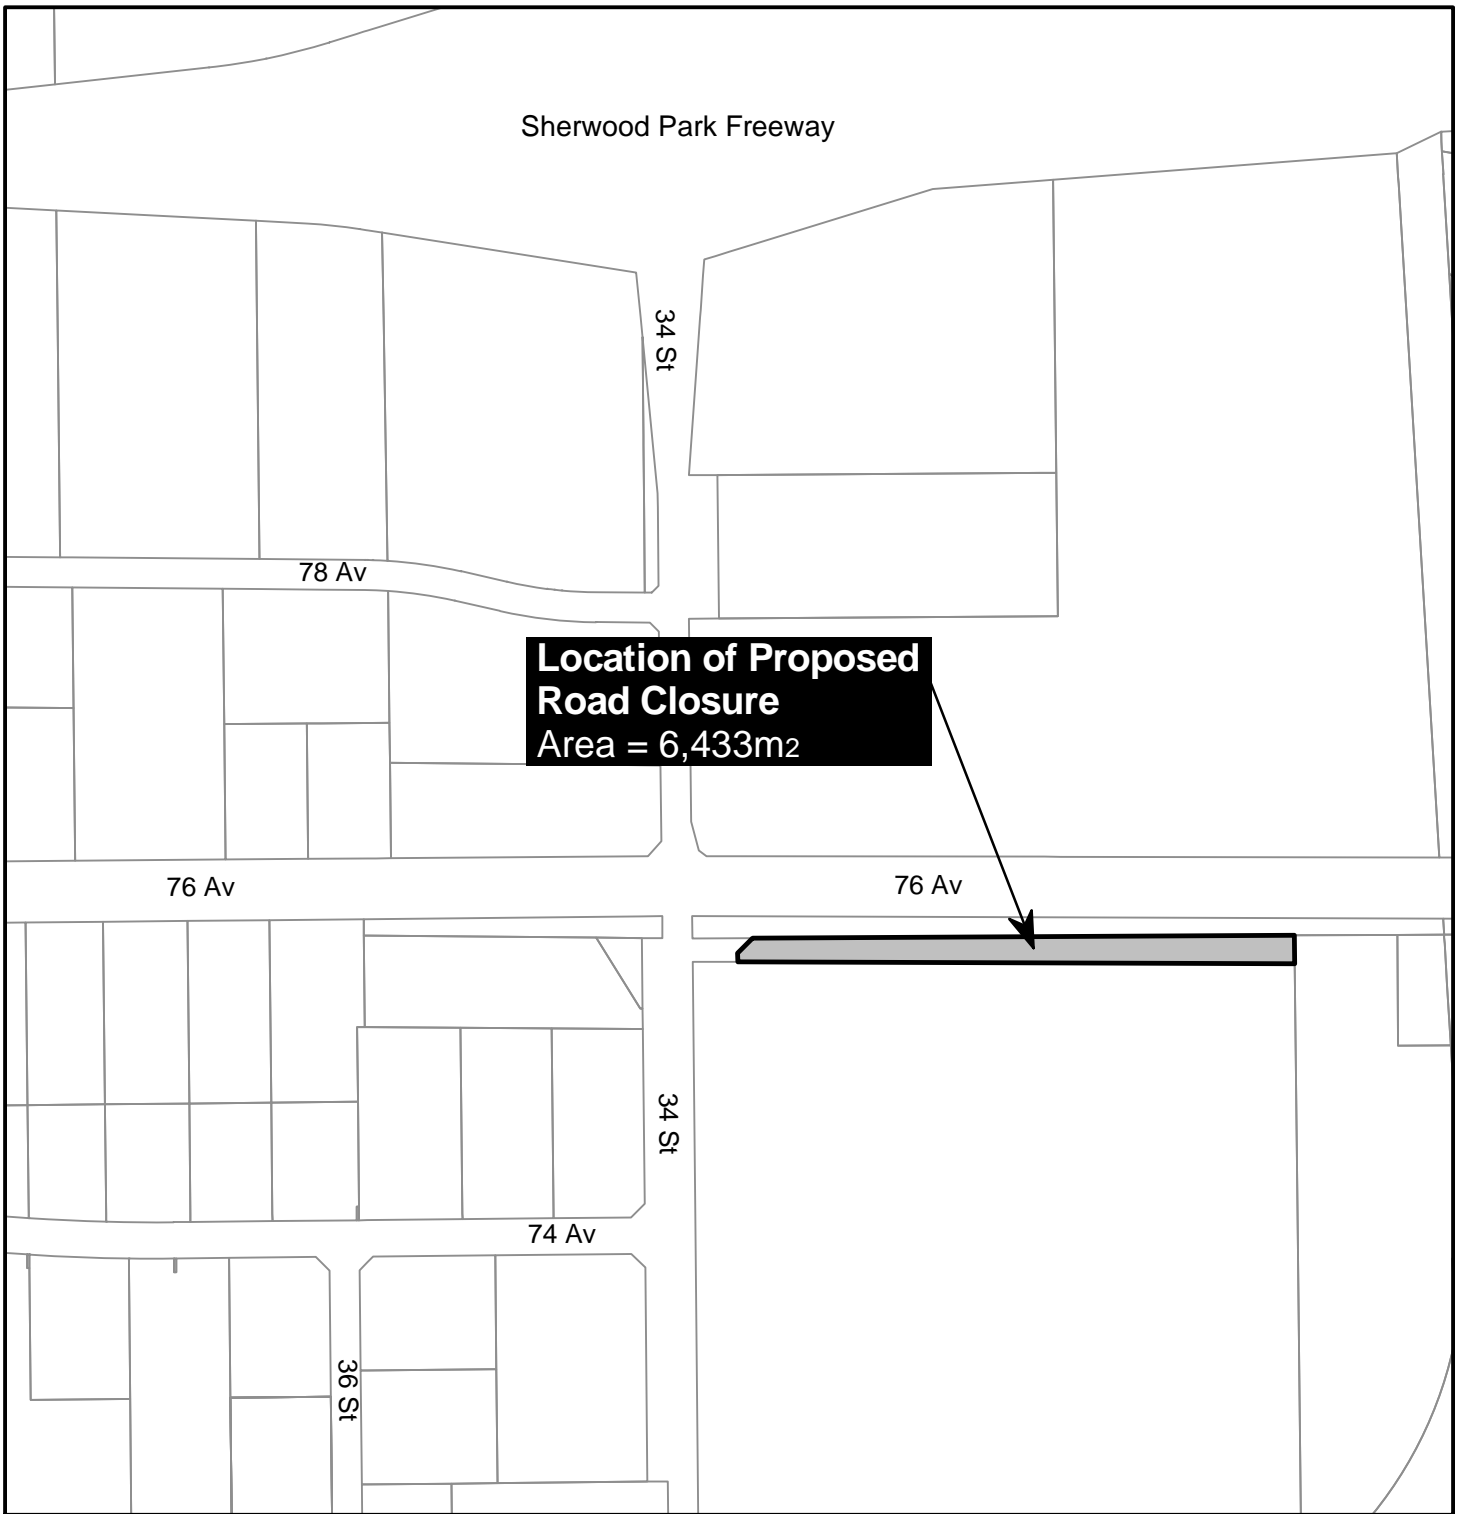 Sherwood Park Freeway
34 St
78 Av
Location of Proposed
Road Closure
Area = 6,433m2
76 Av
76 Av
34 St
74 Av
36 St